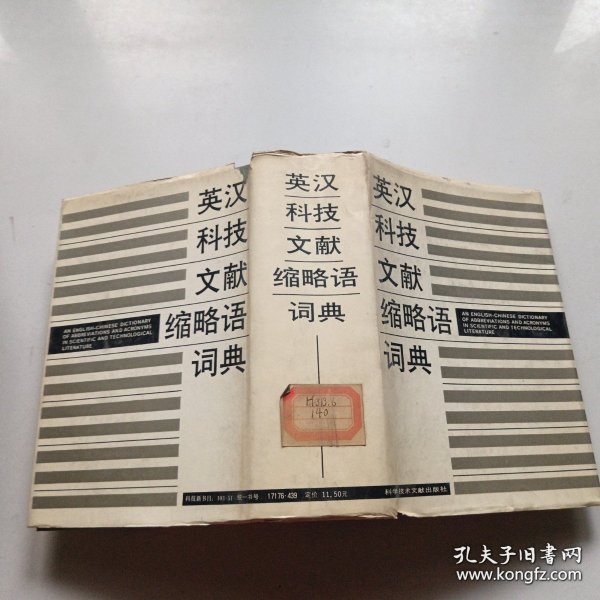 英汉
科技
文献
缩略语
词典
AN ENGLISH-CHINESE DICTIONARY
OF ABBREVIATIONS AND ACRONYMS
IN SCIENTIFIC AND TECHNOLOGICAL
LITERATURE
17176·439 定价 11.50元
英汉
科技
文献
缩略语
词典
H313.6
140
英汉
科技
文献
缩略语
词典
AN ENGLISH-CHINESE DICTIONARY
OF ABBREVIATIONS AND ACRONYMS
IN SCIENTIFIC AND TECHNOLOGICAL
LITERATURE
科学技术文献出版社
孔夫子旧书网
www.kongfz.com